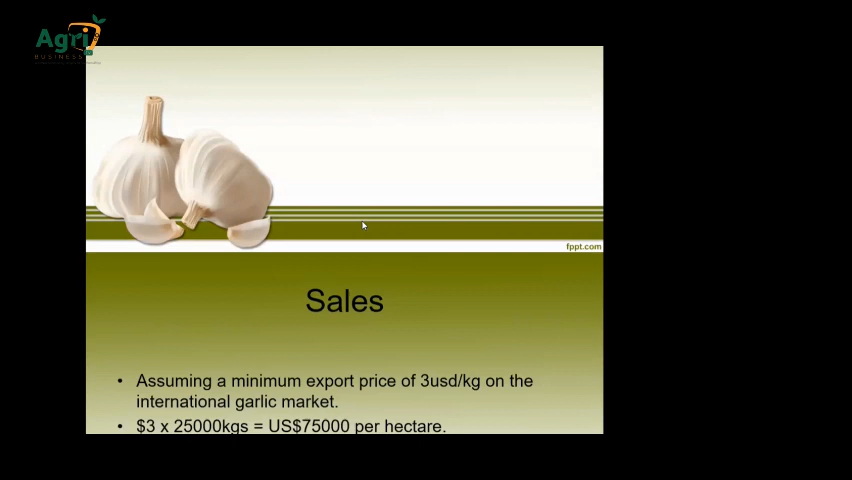 Agri
BUSINESS
fppt.com
Sales
• Assuming a minimum export price of 3usd/kg on the
international garlic market.
• $3 x 25000kgs = US$75000 per hectare.